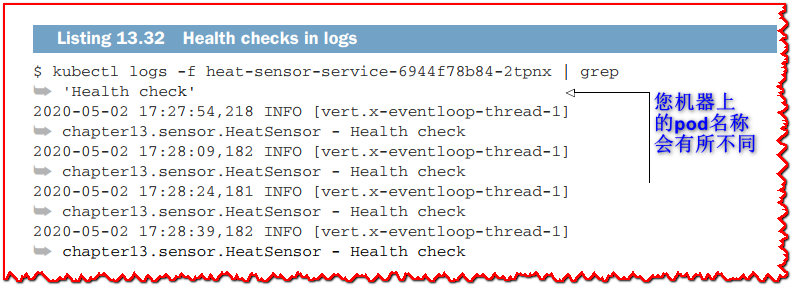 Listing 13.32 Health checks in logs
$ kubectl logs -f heat-sensor-service-6944f78b84-2tpnx | grep
➥ 'Health check'
2020-05-02 17:27:54,218 INFO [vert.x-eventloop-thread-1]
➥ chapter13.sensor.HeatSensor - Health check
2020-05-02 17:28:09,182 INFO [vert.x-eventloop-thread-1]
➥ chapter13.sensor.HeatSensor - Health check
2020-05-02 17:28:24,181 INFO [vert.x-eventloop-thread-1]
➥ chapter13.sensor.HeatSensor - Health check
2020-05-02 17:28:39,182 INFO [vert.x-eventloop-thread-1]
➥ chapter13.sensor.HeatSensor - Health check
您机器上
的pod名称
会有所不同